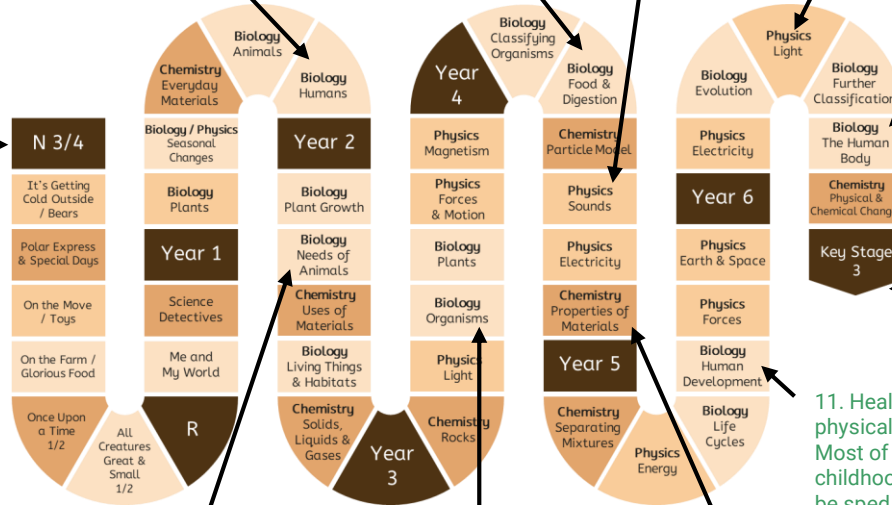 N 3/4
It's Getting
Cold Outside
/ Bears
Polar Express
& Special Days
On the Move
/ Toys
On the Farm /
Glorious Food
Once Upon
a Time
1/2
All
Creatures
Great &
Small
1/2
R
Me and
My World
Science
Detectives
Year 1
Biology
Plants
Biology / Physics
Seasonal
Changes
Chemistry
Everyday
Materials
Biology
Animals
Biology
Humans
Year 2
Biology
Plant Growth
Biology
Needs of
Animals
Chemistry
Uses of
Materials
Biology
Living Things
& Habitats
Chemistry
Solids,
Liquids &
Gases
Year
3
Chemistry
Rocks
Physics
Light
Biology
Organisms
Biology
Plants
Physics
Forces
& Motion
Physics
Magnetism
Year
4
Biology
Classifying
Organisms
Biology
Food &
Digestion
Chemistry
Particle Model
Physics
Sounds
Physics
Electricity
Chemistry
Properties of
Materials
Year 5
Chemistry
Separating
Mixtures
Physics
Energy
Biology
Life
Cycles
Biology
Human
Development
Physics
Forces
Physics
Earth & Space
Year 6
Physics
Electricity
Biology
Evolution
Physics
Light
Biology
Further
Classification
Biology
The Human
Body
Chemistry
Physical &
Chemical Chang
Key Stage
3
11. Heal
physical
Most of
childhoo
be sped